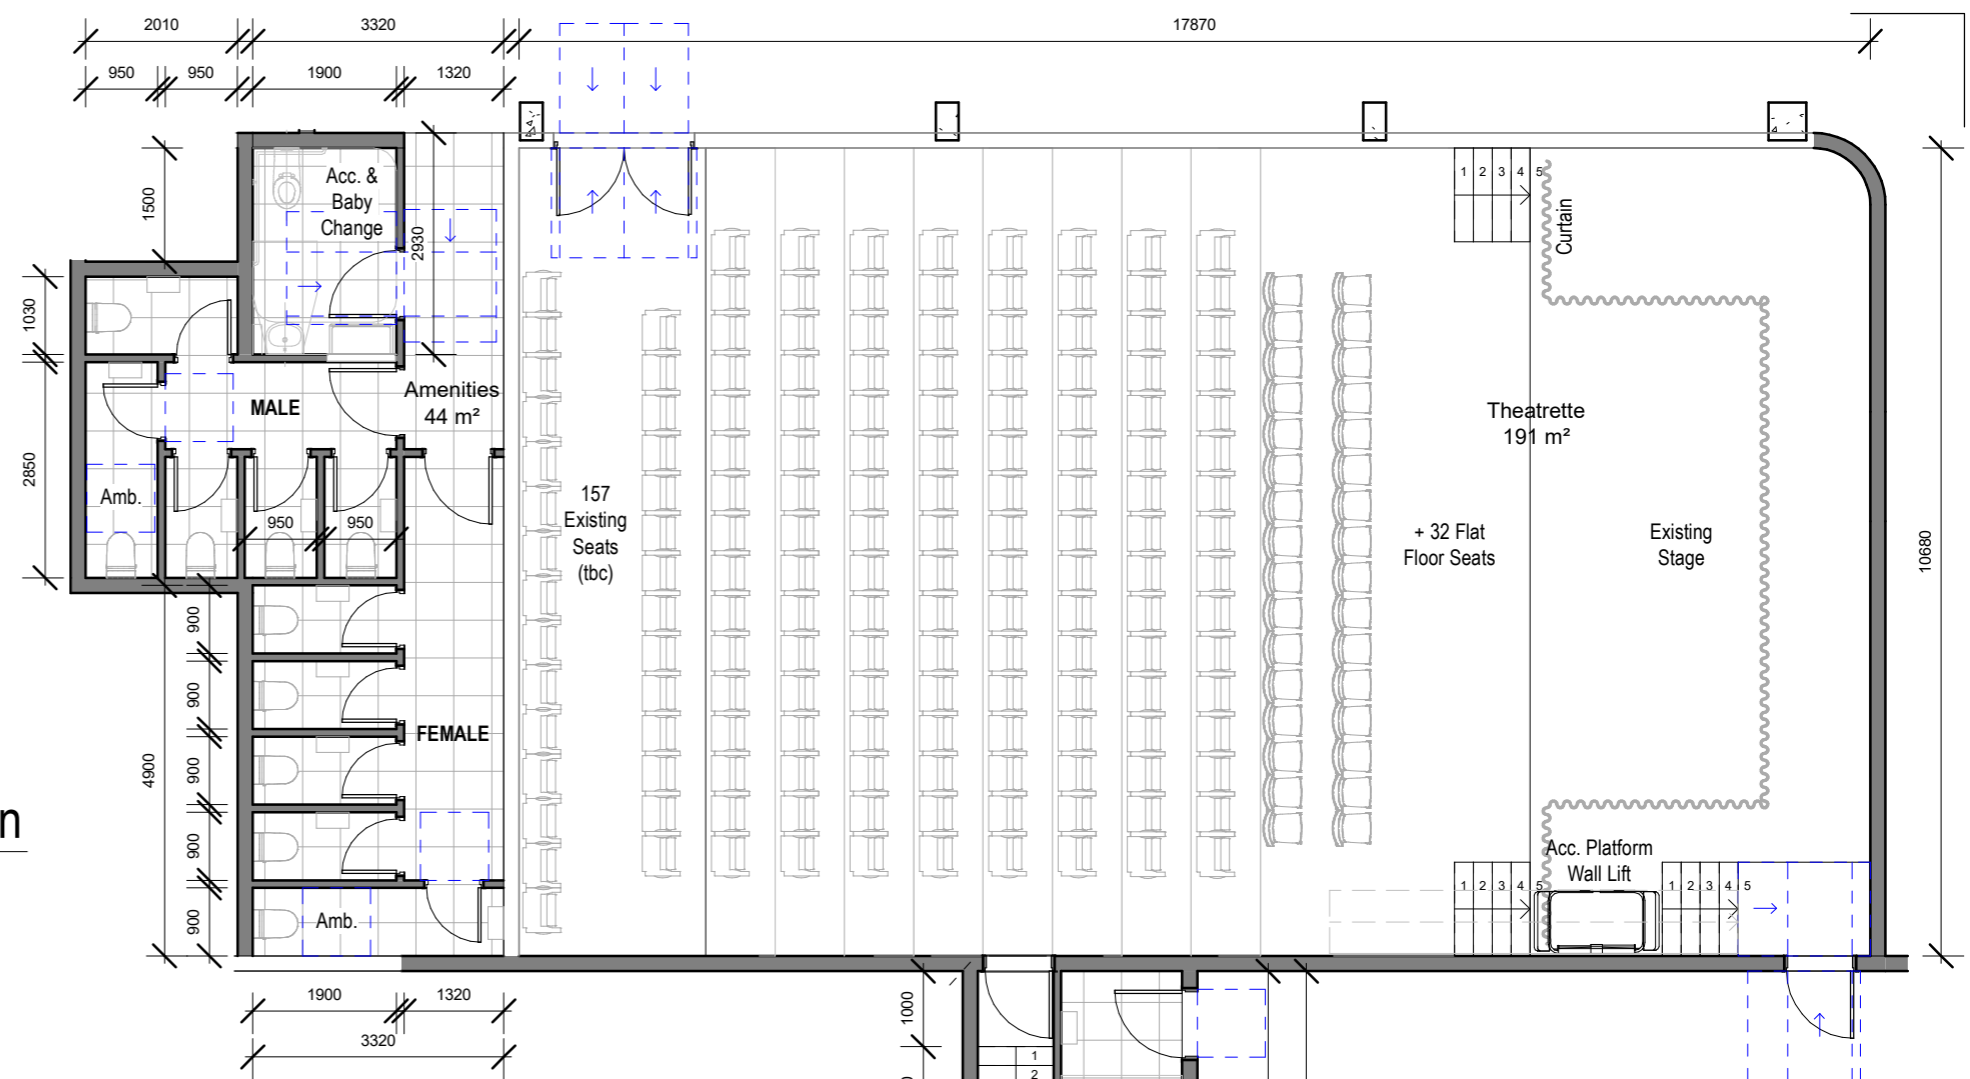 2010
3320
17870
950
950
1900
1320
1500
2930
1030
2850
4900
10680
Acc. &
Baby
Change
Curtain
1 2 3 4 5
MALE
Amenities
44 m²
Theatrette
191 m²
Amb.
950
950
157
Existing
Seats
(tbc)
+ 32 Flat
Floor Seats
Existing
Stage
900
900
900
900
900
FEMALE
n
Acc. Platform
Wall Lift
1 2 3 4 5
1 2 3 4 5
Amb.
1900
1320
3320
1000
1
2